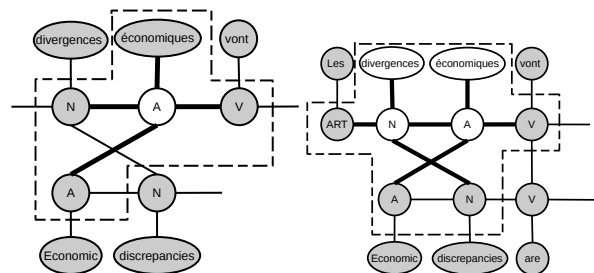 divergences économiques vont
N A V
A N
Economic discrepancies
Les divergences économiques vont
ART N A V
A N V
Economic discrepancies are